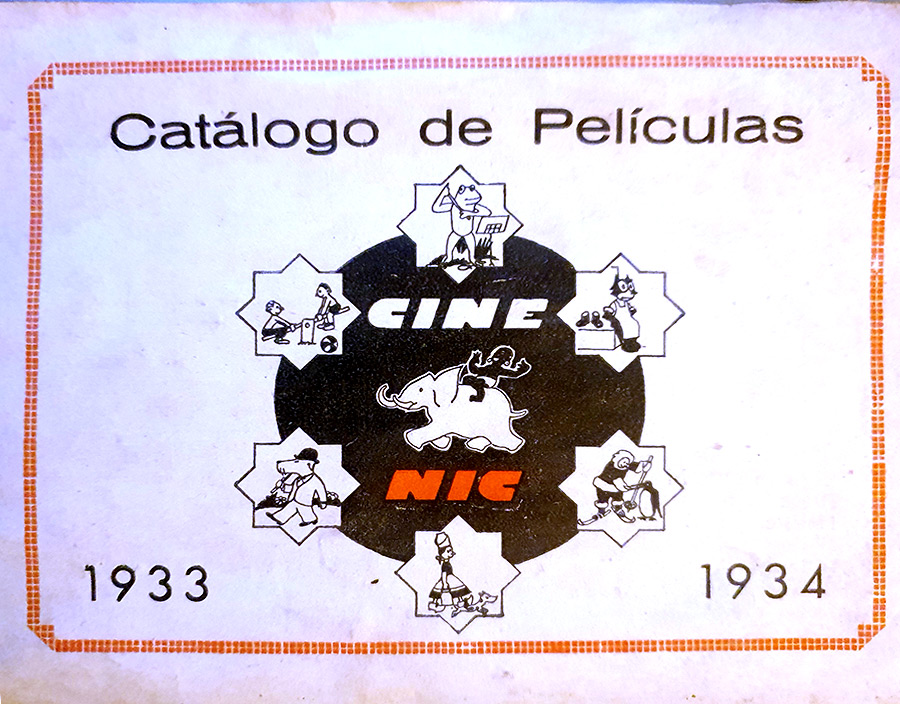 Catálogo de Películas
CINE
NIC
1933
1934